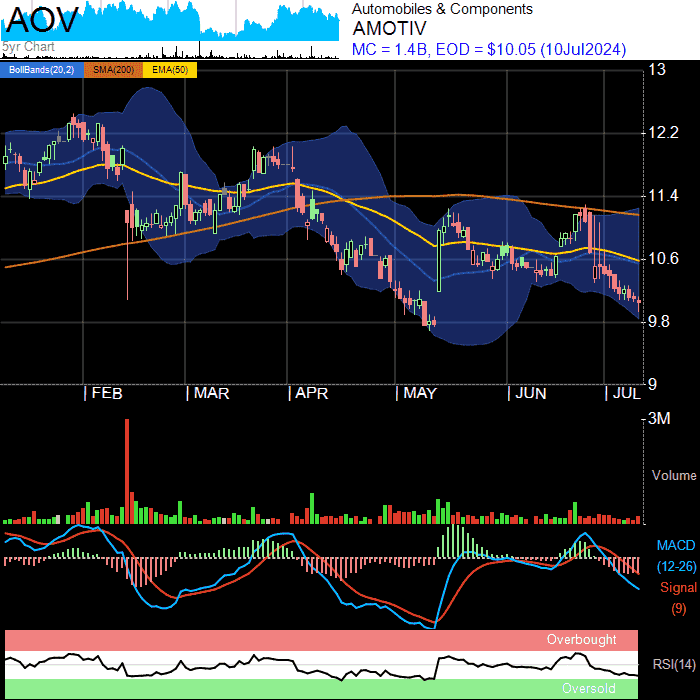 AOV
5yr Chart
Automobiles & Components
AMOTIV
MC = 1.4B, EOD = $10.05 (10Jul2024)
BollBands(20,2) SMA(200) EMA(50)
13
12.2
11.4
10.6
9.8
9
FEB MAR APR MAY JUN JUL
3M
Volume
MACD
(12-26)
Signal
(9)
Overbought
RSI(14)
Oversold